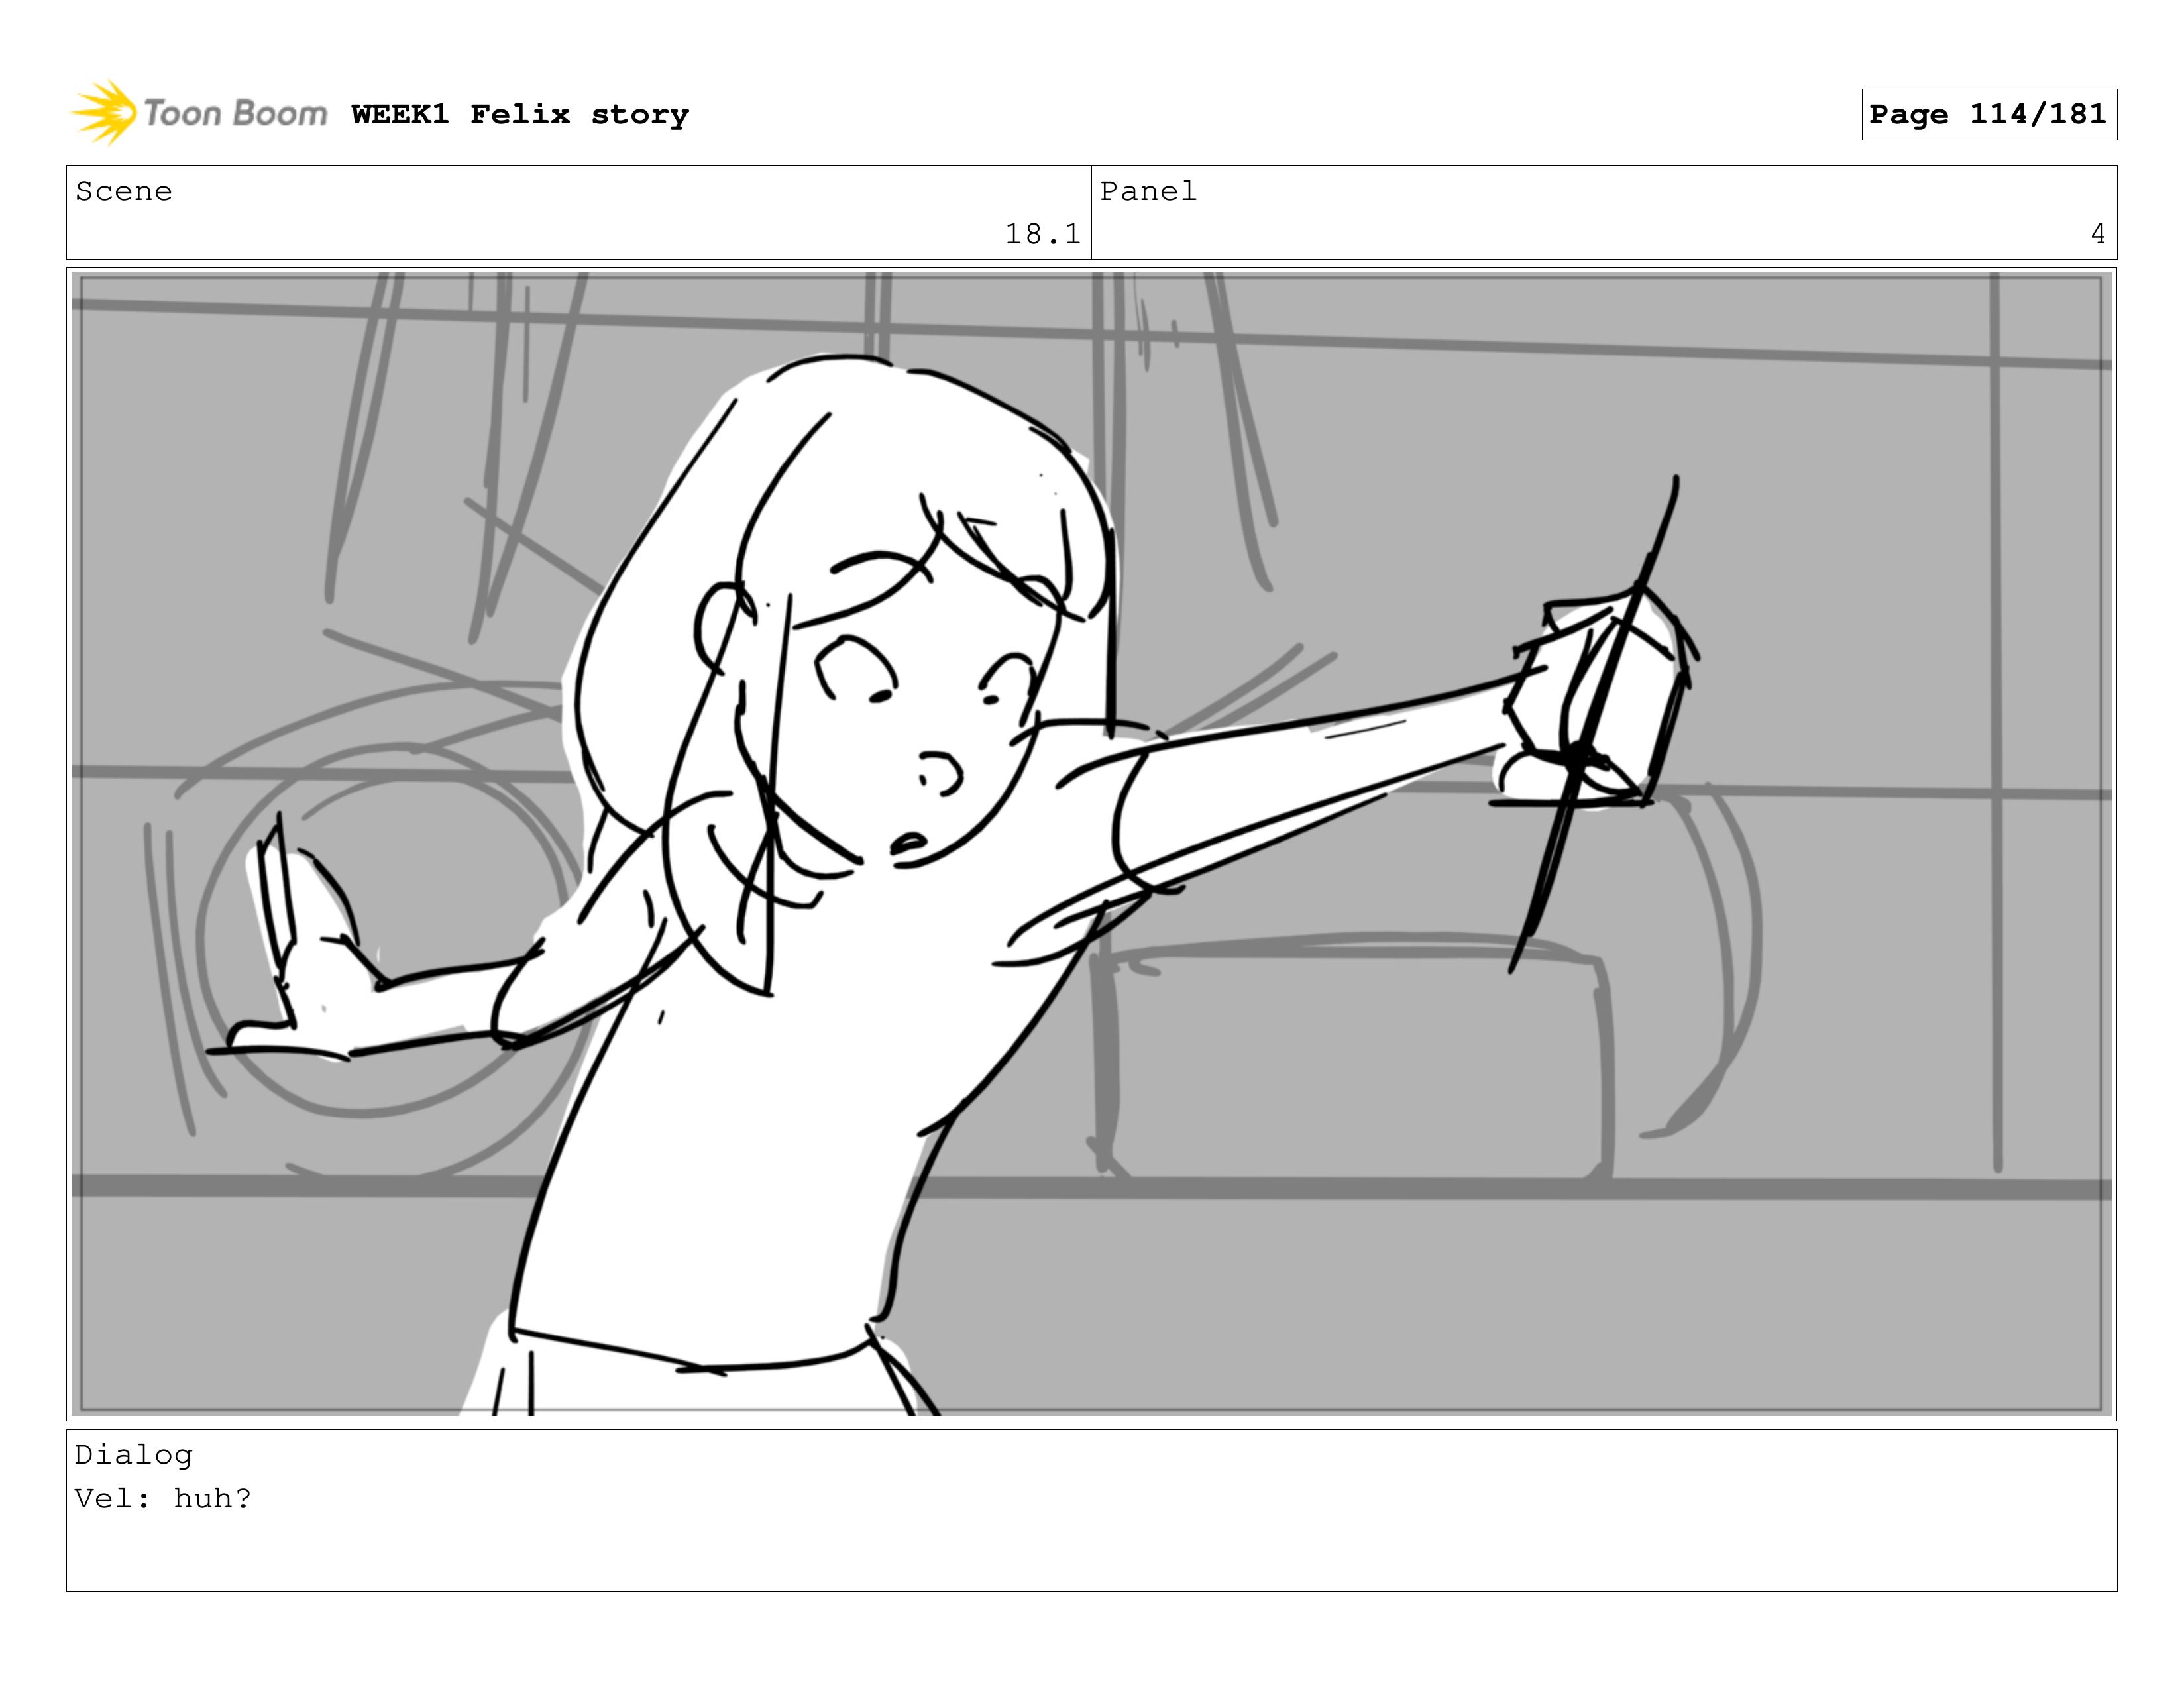 Toon Boom WEEK1 Felix story
Page 114/181
Scene
18.1
Panel
4
Dialog
Vel: huh?